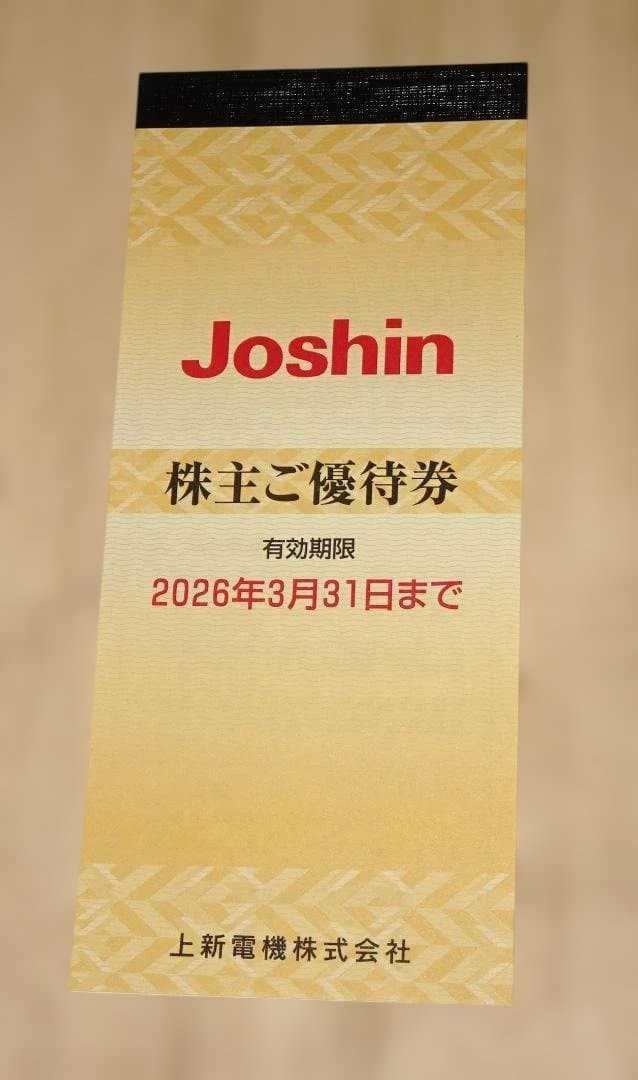 Joshin
株主ご優待券
有効期限
2026年3月31日まで
上新電機株式会社